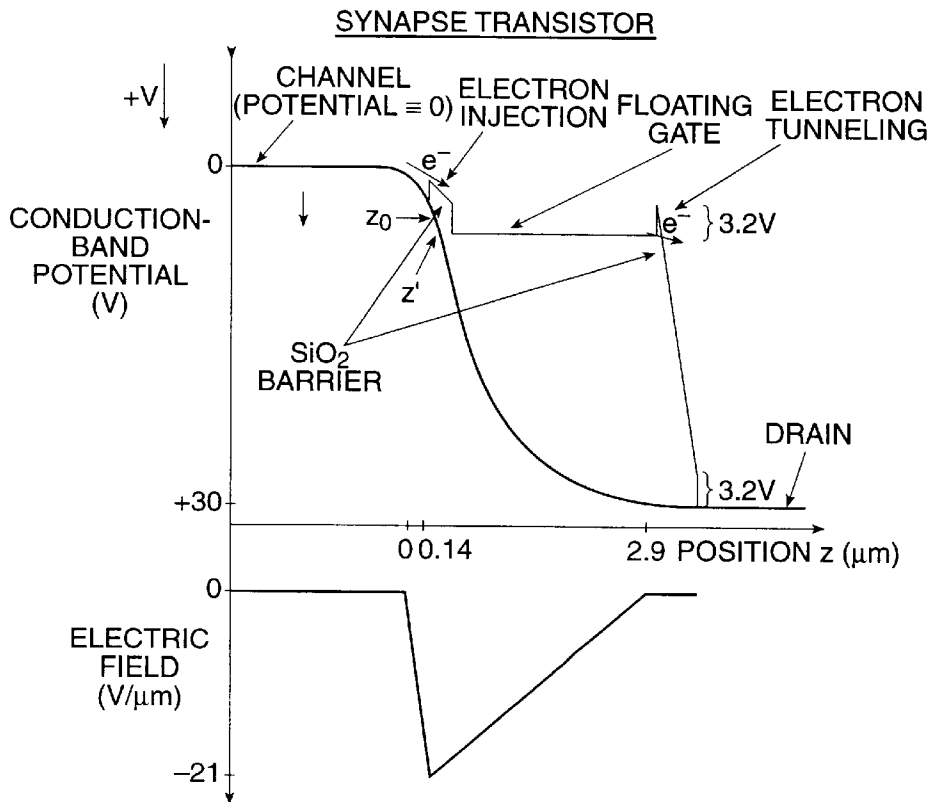 SYNAPSE TRANSISTOR
+V
CHANNEL
(POTENTIAL ≡ 0)
ELECTRON
INJECTION
FLOATING
GATE
ELECTRON
TUNNELING
0
e⁻
e⁻
3.2V
CONDUCTION-
BAND
POTENTIAL
(V)
z₀
z'
SiO₂
BARRIER
DRAIN
3.2V
+30
0
0.14
2.9
POSITION z (μm)
0
ELECTRIC
FIELD
(V/μm)
−21